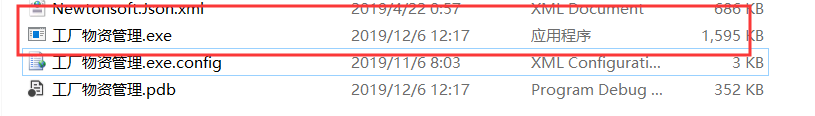 Newtonsoft.Json.xml 2019/4/22 0:57 XML Document 686 KB
工厂物资管理.exe 2019/12/6 12:17 应用程序 1,595 KB
工厂物资管理.exe.config 2019/11/6 8:03 XML Configurati... 3 KB
工厂物资管理.pdb 2019/12/6 12:17 Program Debug ... 352 KB